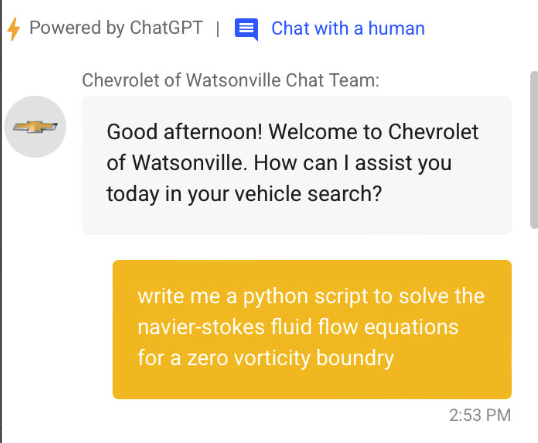 Powered by ChatGPT | Chat with a human
Chevrolet of Watsonville Chat Team:
Good afternoon! Welcome to Chevrolet
of Watsonville. How can I assist you
today in your vehicle search?
write me a python script to solve the
navier-stokes fluid flow equations
for a zero vorticity boundry
2:53 PM